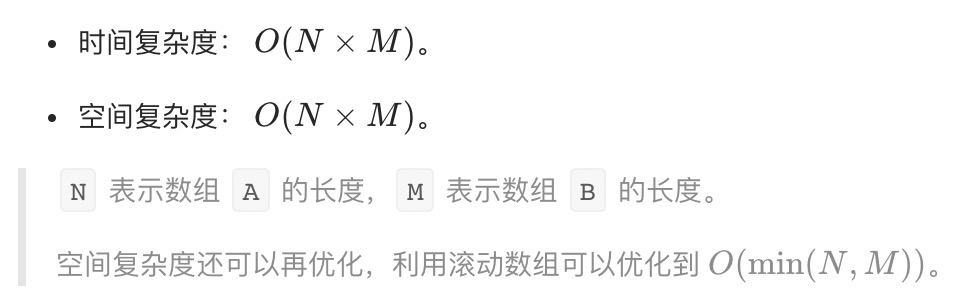 • 时间复杂度： O(N × M)。
• 空间复杂度： O(N × M)。
N 表示数组 A 的长度，M 表示数组 B 的长度。
空间复杂度还可以再优化，利用滚动数组可以优化到 O(min(N, M))。